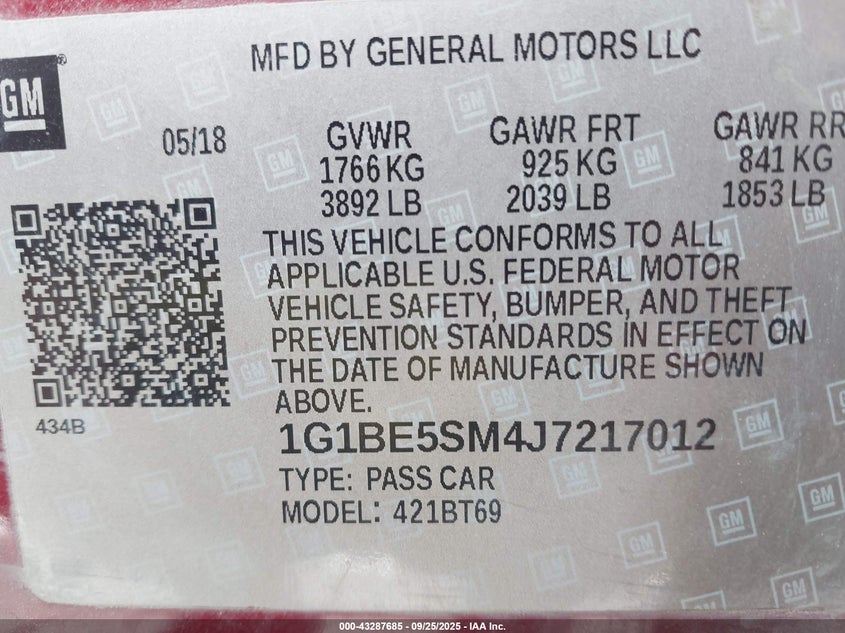 MFD BY GENERAL MOTORS LLC
GM
05/18
GVWR GAWR FRT GAWR RR
1766 KG 925 KG 841 KG
3892 LB 2039 LB 1853 LB
THIS VEHICLE CONFORMS TO ALL
APPLICABLE U.S. FEDERAL MOTOR
VEHICLE SAFETY, BUMPER, AND THEFT
PREVENTION STANDARDS IN EFFECT ON
THE DATE OF MANUFACTURE SHOWN
ABOVE.
434B
1G1BE5SM4J7217012
TYPE: PASS CAR
MODEL: 421BT69
000-43287685 - 09/25/2025 - IAA Inc.